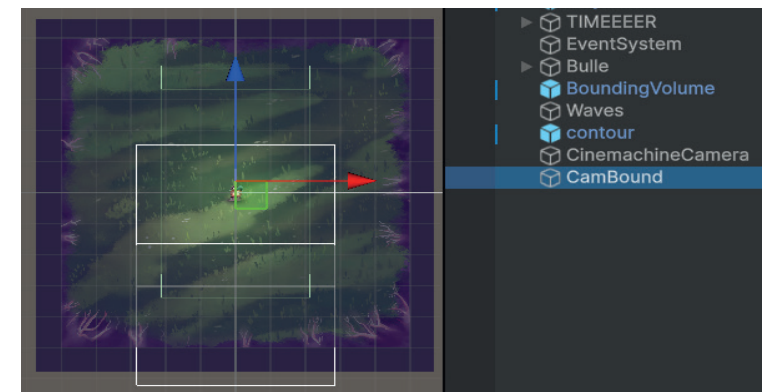 TIMEEEER
EventSystem
Bulle
BoundingVolume
Waves
contour
CinemachineCamera
CamBound